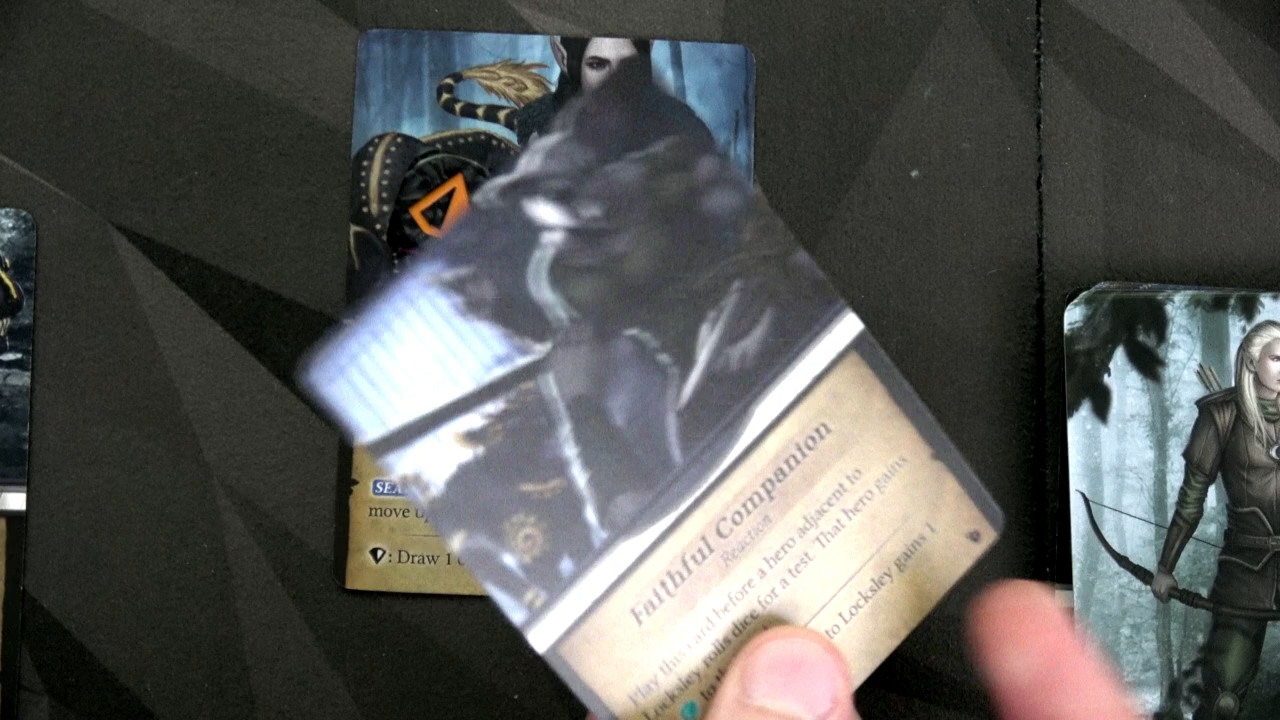 SEA
move u
: Draw 1 c
Faithful Companion
Reaction
Play this card before a hero adjacent to
Locksley rolls dice for a test. That hero gains
to
to Locksley gains 1